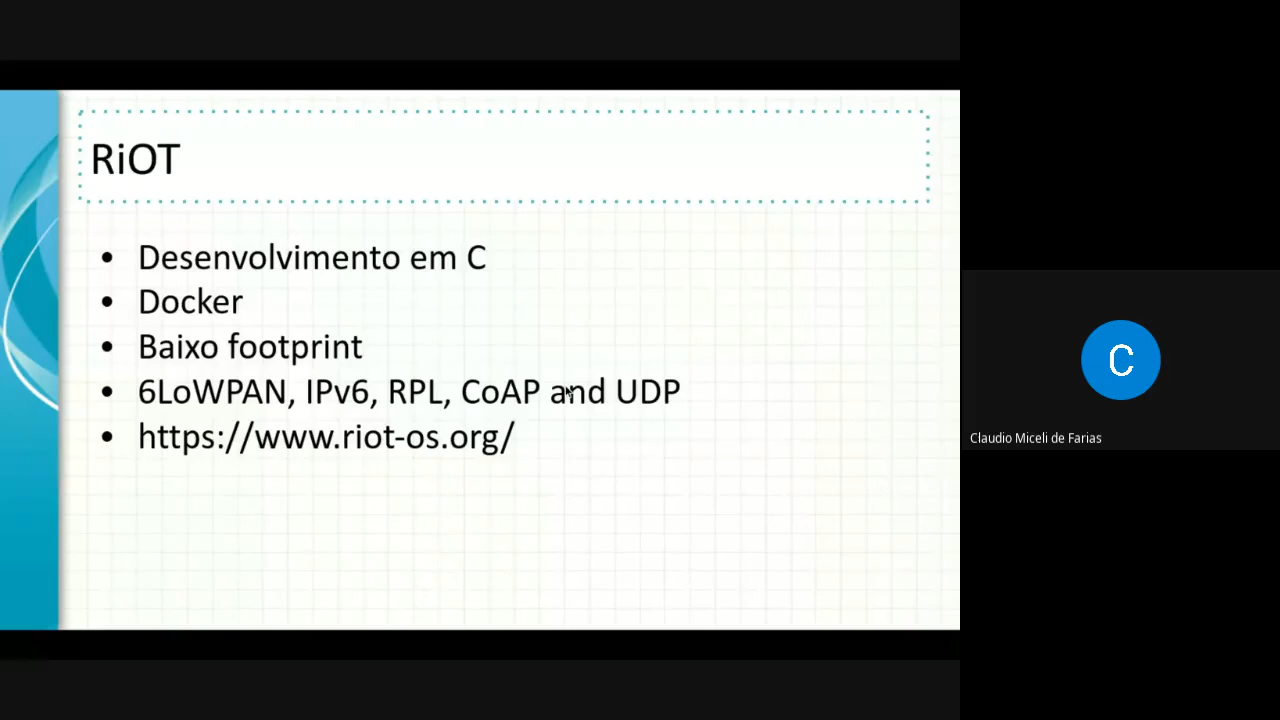 RiOT
• Desenvolvimento em C
• Docker
• Baixo footprint
• 6LoWPAN, IPv6, RPL, CoAP and UDP
• https://www.riot-os.org/
C
Claudio Miceli de Farias